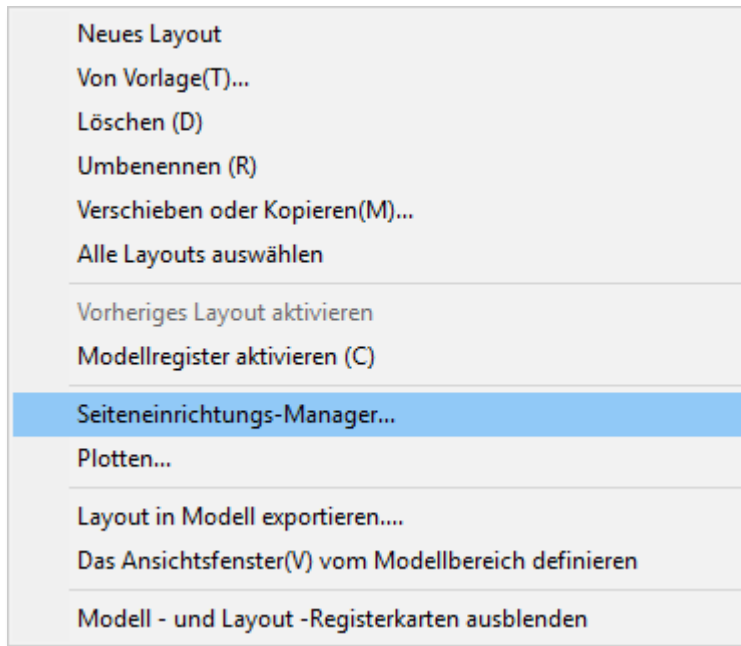 Neues Layout
Von Vorlage(T)...
Löschen (D)
Umbenennen (R)
Verschieben oder Kopieren(M)...
Alle Layouts auswählen
Vorheriges Layout aktivieren
Modellregister aktivieren (C)
Seiteneinrichtungs-Manager...
Plotten...
Layout in Modell exportieren....
Das Ansichtsfenster(V) vom Modellbereich definieren
Modell - und Layout -Registerkarten ausblenden